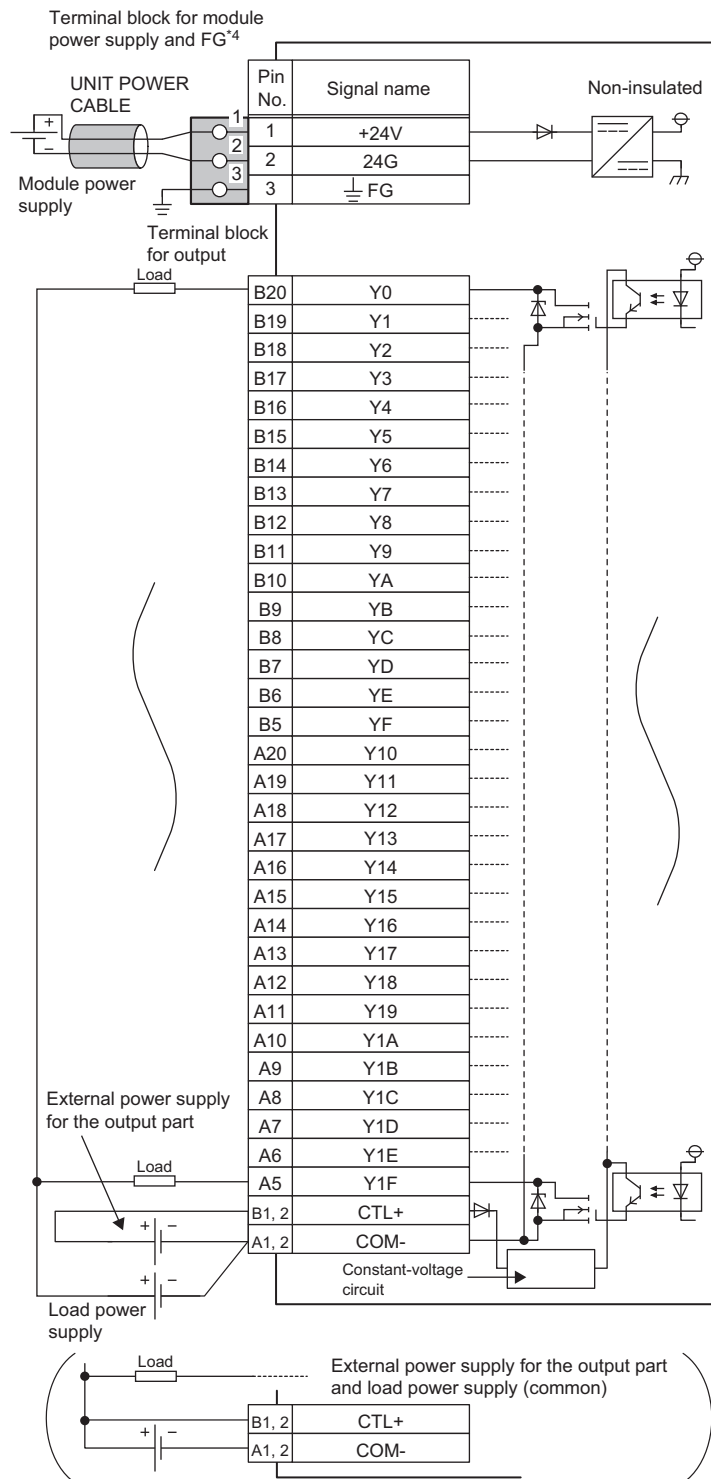 Terminal block for module
power supply and FG*4
UNIT POWER
CABLE
Pin
No.
Signal name
Non-insulated
+
−
1
1
+24V
2
2
24G
3
3
FG
Module power
supply
Terminal block
for output
Load
B20 Y0
B19 Y1
B18 Y2
B17 Y3
B16 Y4
B15 Y5
B14 Y6
B13 Y7
B12 Y8
B11 Y9
B10 YA
B9 YB
B8 YC
B7 YD
B6 YE
B5 YF
A20 Y10
A19 Y11
A18 Y12
A17 Y13
A16 Y14
A15 Y15
A14 Y16
A13 Y17
A12 Y18
A11 Y19
A10 Y1A
A9 Y1B
A8 Y1C
A7 Y1D
A6 Y1E
A5 Y1F
B1, 2 CTL+
A1, 2 COM-
External power supply
for the output part
Load
+ −
+ −
Load power
supply
Constant-voltage
circuit
Load
External power supply for the output part
and load power supply (common)
+ −
B1, 2 CTL+
A1, 2 COM-